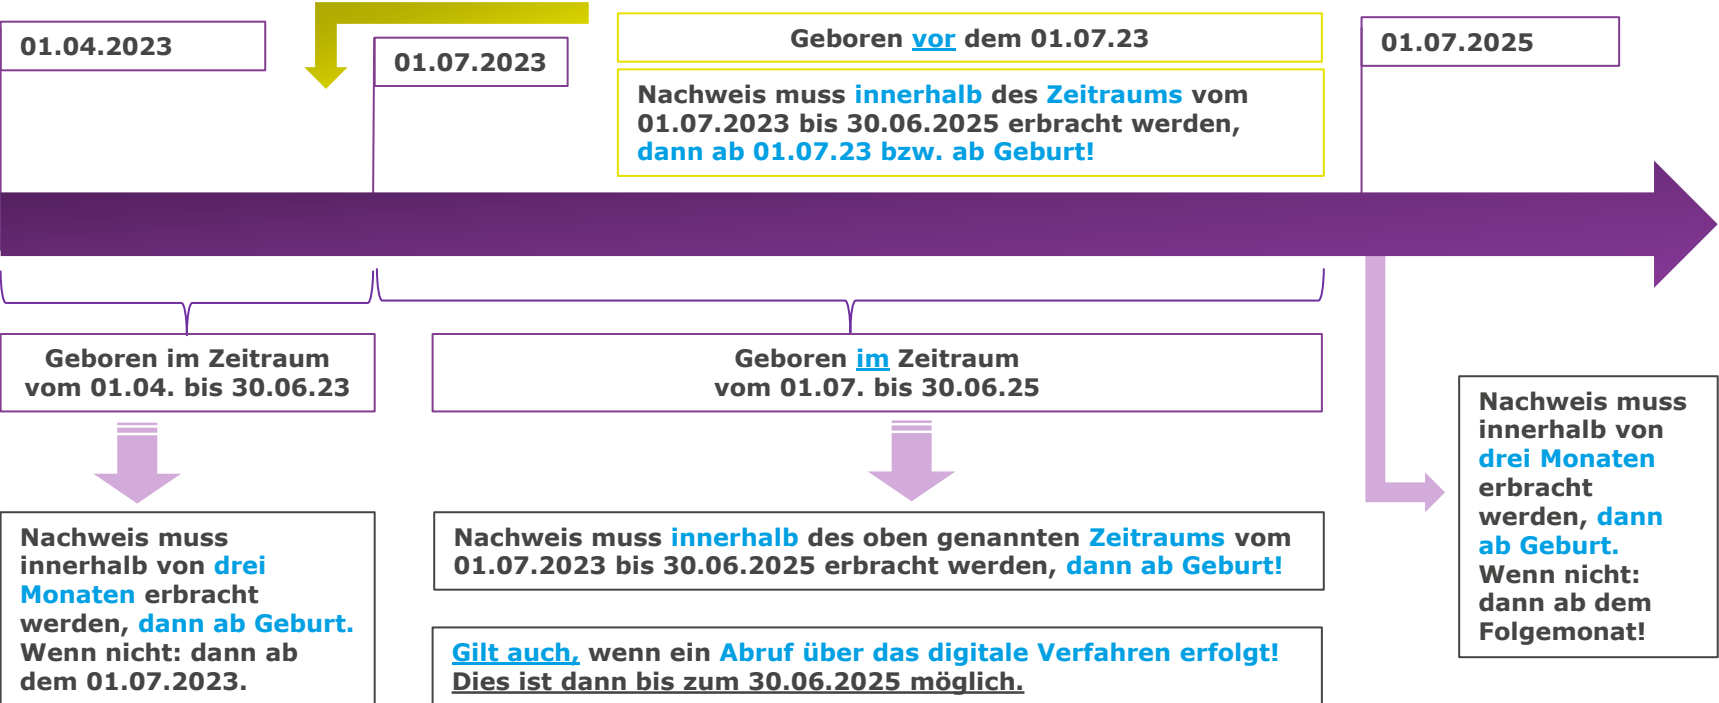 01.04.2023
01.07.2023
Geboren vor dem 01.07.23
Nachweis muss innerhalb des Zeitraums vom
01.07.2023 bis 30.06.2025 erbracht werden,
dann ab 01.07.23 bzw. ab Geburt!
01.07.2025
Geboren im Zeitraum
vom 01.04. bis 30.06.23
Geboren im Zeitraum
vom 01.07. bis 30.06.25
Nachweis muss
innerhalb von drei
Monaten erbracht
werden, dann ab Geburt.
Wenn nicht: dann ab
dem 01.07.2023.
Nachweis muss innerhalb des oben genannten Zeitraums vom
01.07.2023 bis 30.06.2025 erbracht werden, dann ab Geburt!
Gilt auch, wenn ein Abruf über das digitale Verfahren erfolgt!
Dies ist dann bis zum 30.06.2025 möglich.
Nachweis muss
innerhalb von
drei Monaten
erbracht
werden, dann
ab Geburt.
Wenn nicht:
dann ab dem
Folgemonat!